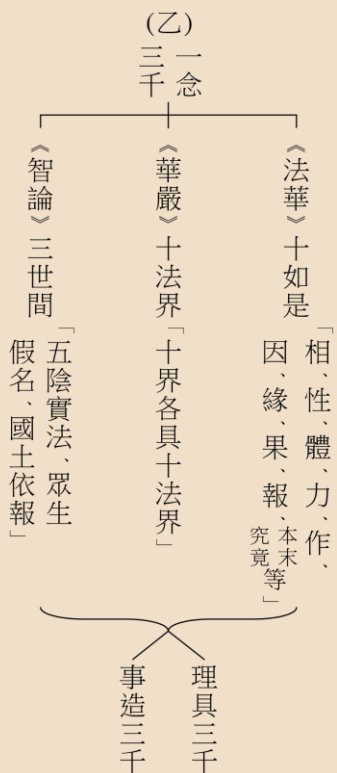 (乙)
一念
三千
《法華》十如是
「相、性、體、力、作、
因、緣、果、報、本末
究竟等」
《華嚴》十法界「十界各具十法界」
《智論》三世間
「五陰實法、眾生
假名、國土依報」
理具三千
事造三千